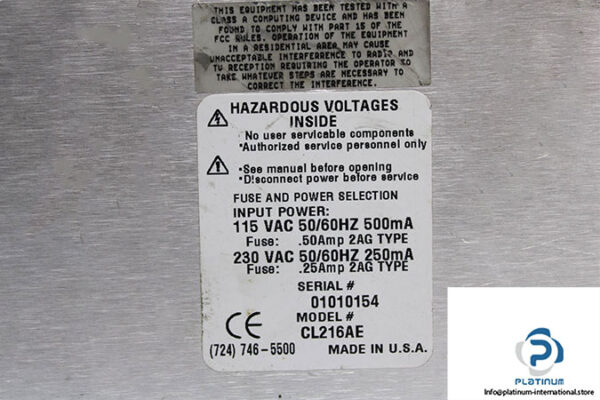 THIS EQUIPMENT HAS BEEN TESTED WITH A
CLASS A COMPUTING DEVICE AND HAS BEEN
FOUND TO COMPLY WITH PART 15 OF THE
FCC RULES. OPERATION OF THE EQUIPMENT
IN A RESIDENTIAL AREA MAY CAUSE
UNACCEPTABLE INTERFERRENCE TO RADIO AND
TV RECEPTION REQUIRING THE OPERATOR TO
TAKE WHATEVER STEPS ARE NECESSARY TO
CORRECT THE INTERFERENCE.
HAZARDOUS VOLTAGES
INSIDE
No user servicable components
•Authorized service personnel only
•See manual before opening
•Disconnect power before service
FUSE AND POWER SELECTION
INPUT POWER:
115 VAC 50/60HZ 500mA
Fuse: .50Amp 2AG TYPE
230 VAC 50/60HZ 250mA
Fuse: .25Amp 2AG TYPE
SERIAL #
01010154
MODEL #
CE CL216AE
(724) 746-5500 MADE IN U.S.A.
PLATINUM
Info@platinum-international.store